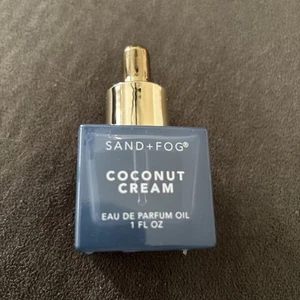 SAND+FOG®
COCONUT
CREAM
EAU DE PARFUM OIL
1 FL OZ